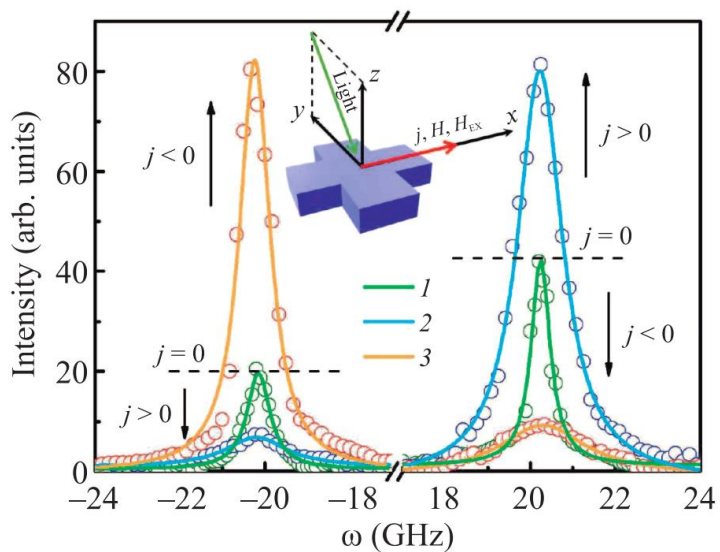 80
60
40
20
0
Intensity (arb. units)
j < 0
j = 0
j > 0
Light
z
y
x
j, H, H_EX
1
2
3
j > 0
j = 0
j < 0
−24 −22 −20 −18 18 20 22 24
ω (GHz)